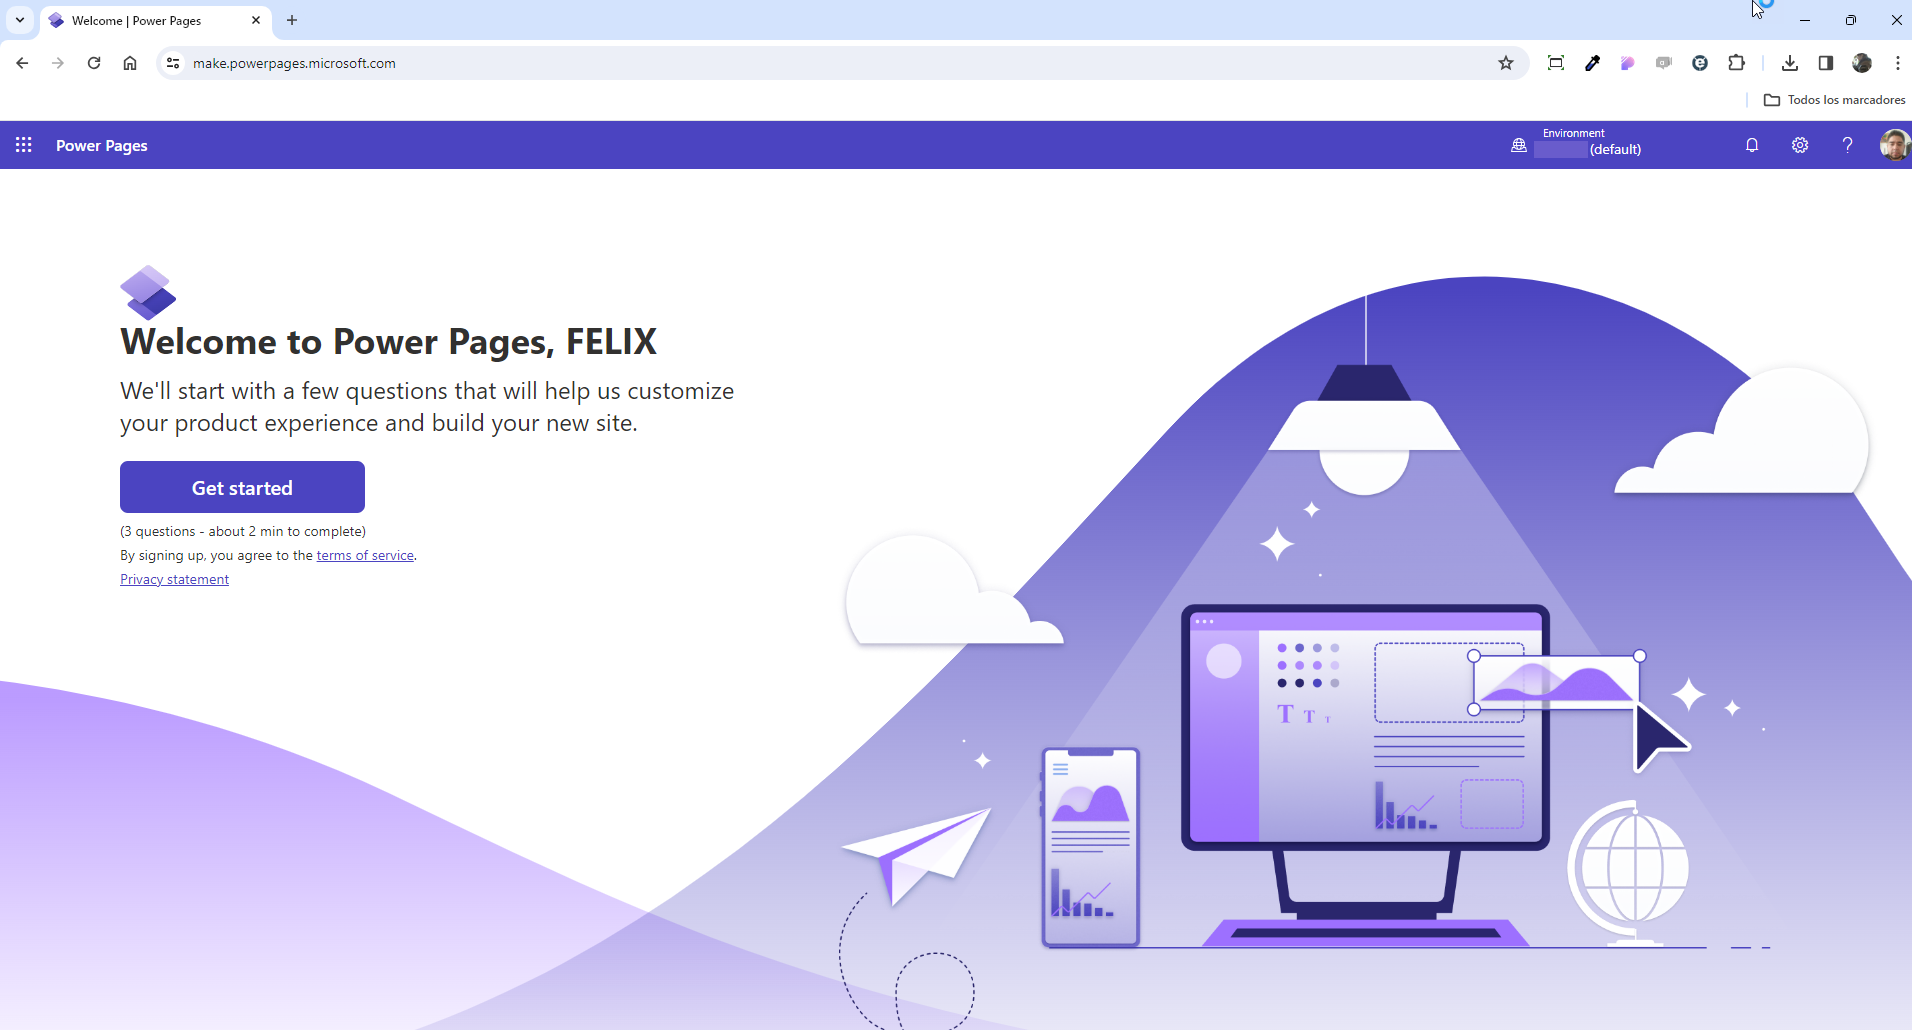 Welcome | Power Pages
make.powerpages.microsoft.com
Todos los marcadores
Power Pages
Environment
(default)
Welcome to Power Pages, FELIX
We'll start with a few questions that will help us customize
your product experience and build your new site.
Get started
(3 questions - about 2 min to complete)
By signing up, you agree to the terms of service.
Privacy statement
T T T